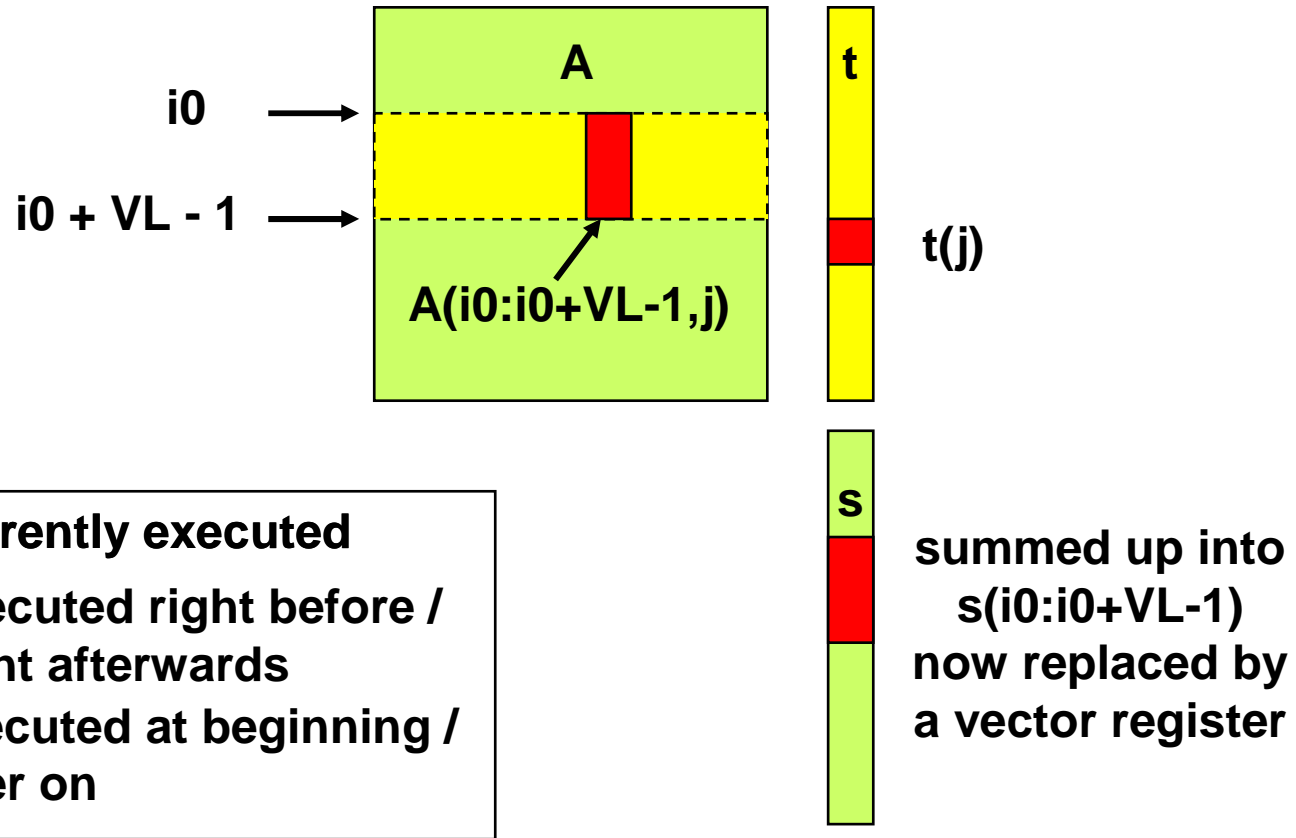 A
t
i0
i0 + VL - 1
t(j)
A(i0:i0+VL-1,j)
s
rently executed
ecuted right before /
nt afterwards
ecuted at beginning /
er on
summed up into
s(i0:i0+VL-1)
now replaced by
a vector register